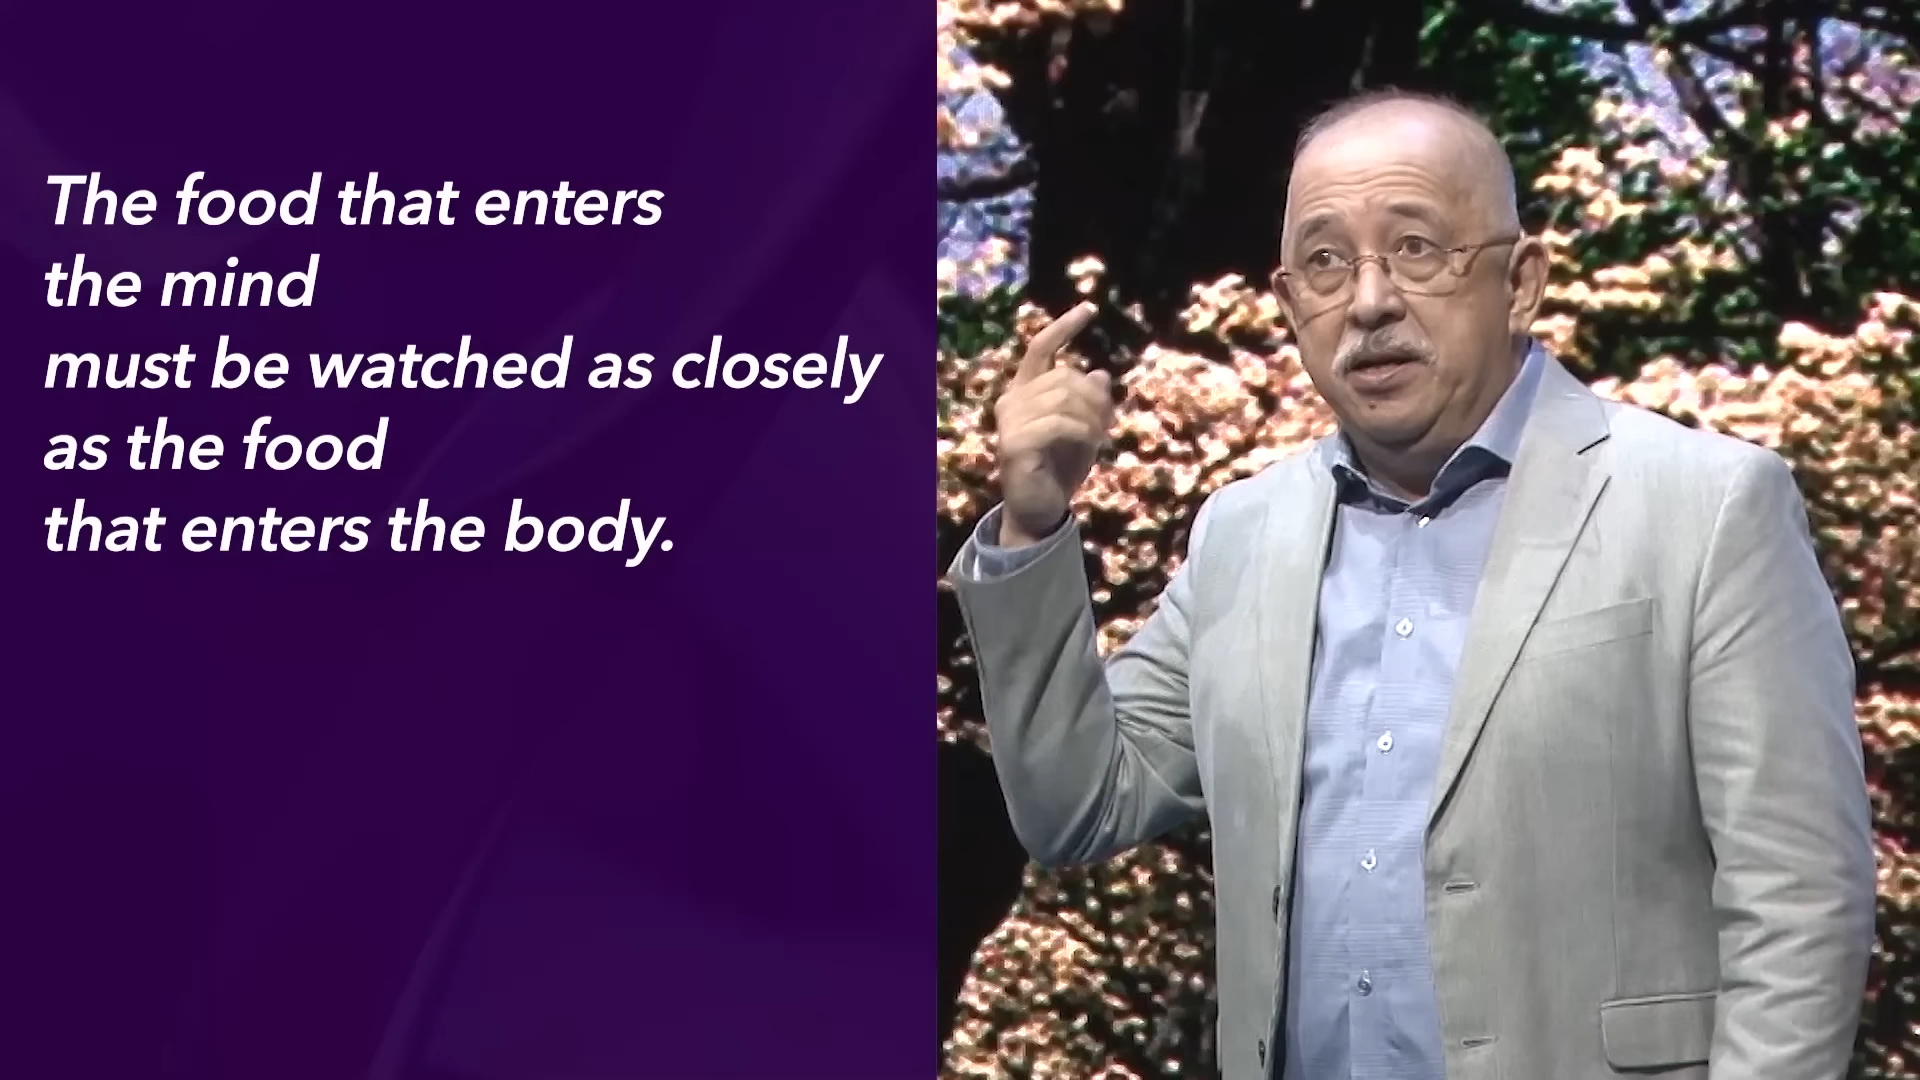 The food that enters
the mind
must be watched as closely
as the food
that enters the body.